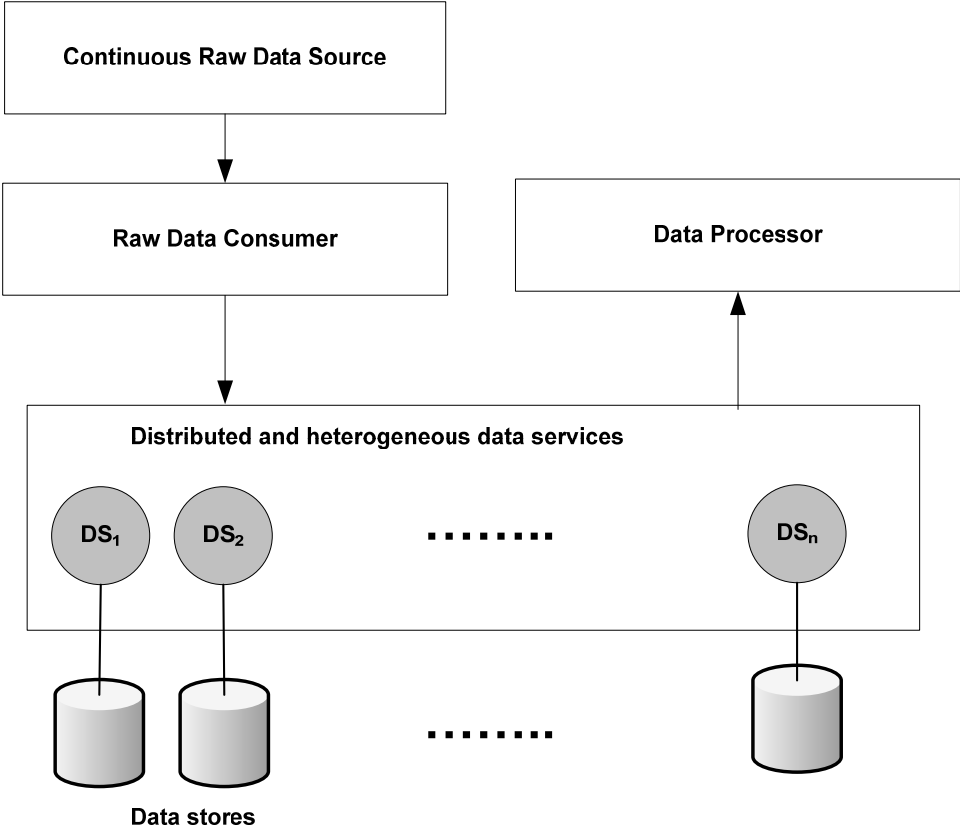 Continuous Raw Data Source
Raw Data Consumer
Data Processor
Distributed and heterogeneous data services
DS₁
DS₂
........
DSₙ
........
Data stores